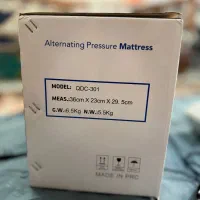 Alternating Pressure Mattress
MODEL: QDC-301
MEAS.:36cm X 23cm X 29. 5cm
G.W.:6.5Kg N.W.:5.5Kg
MADE IN PRC